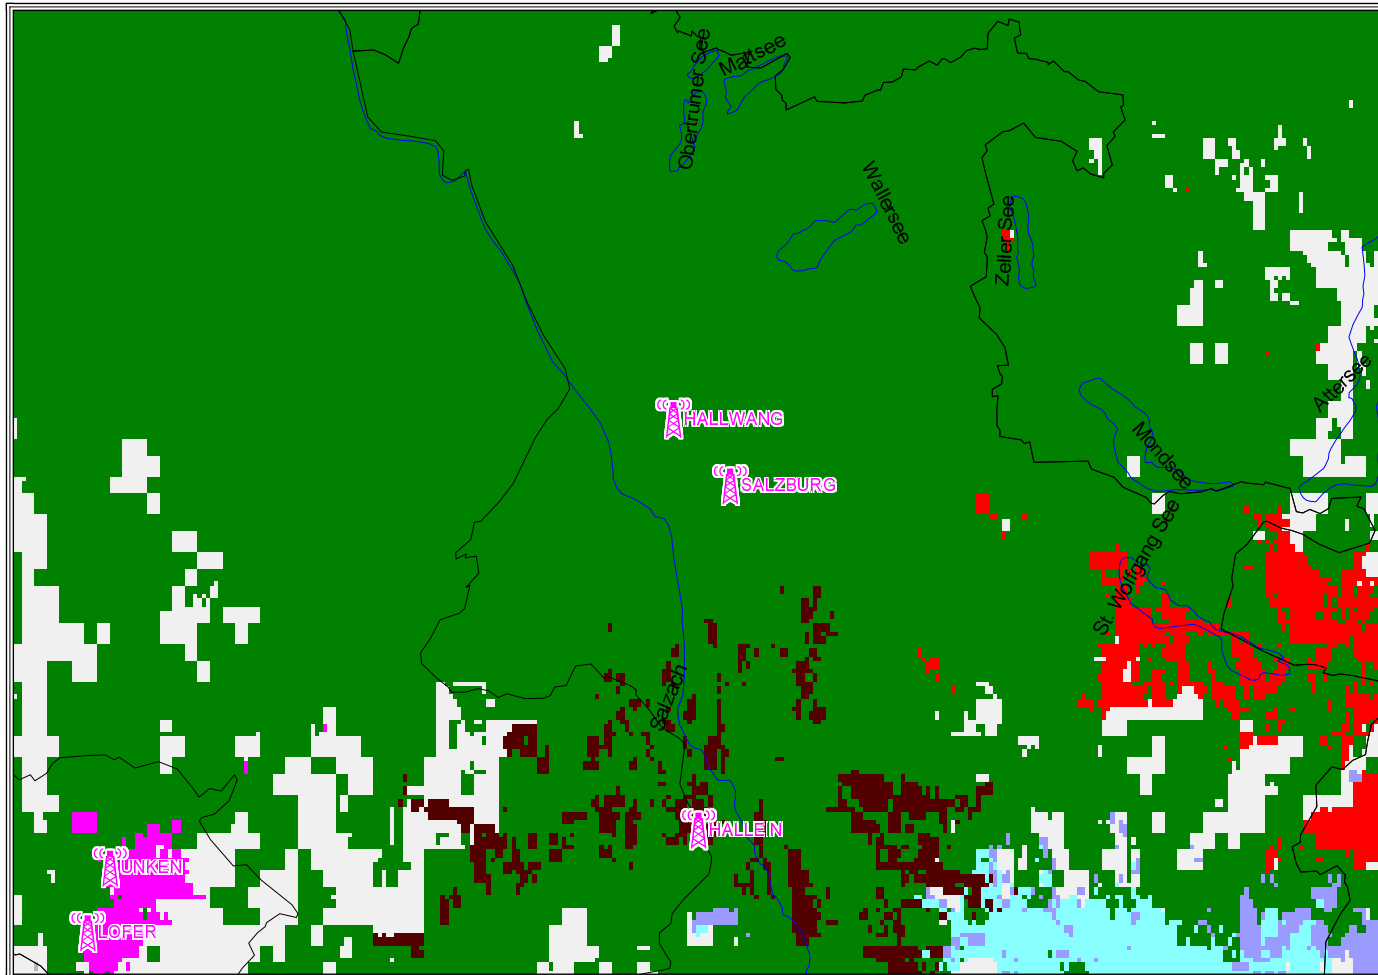 Obertrumer See
Mattsee
Wallersee
Zeller See
Attersee
HALLWANG
Mondsee
SALZBURG
St. Wolfgang See
Salzach
HALLEIN
UNKEN
LOFER